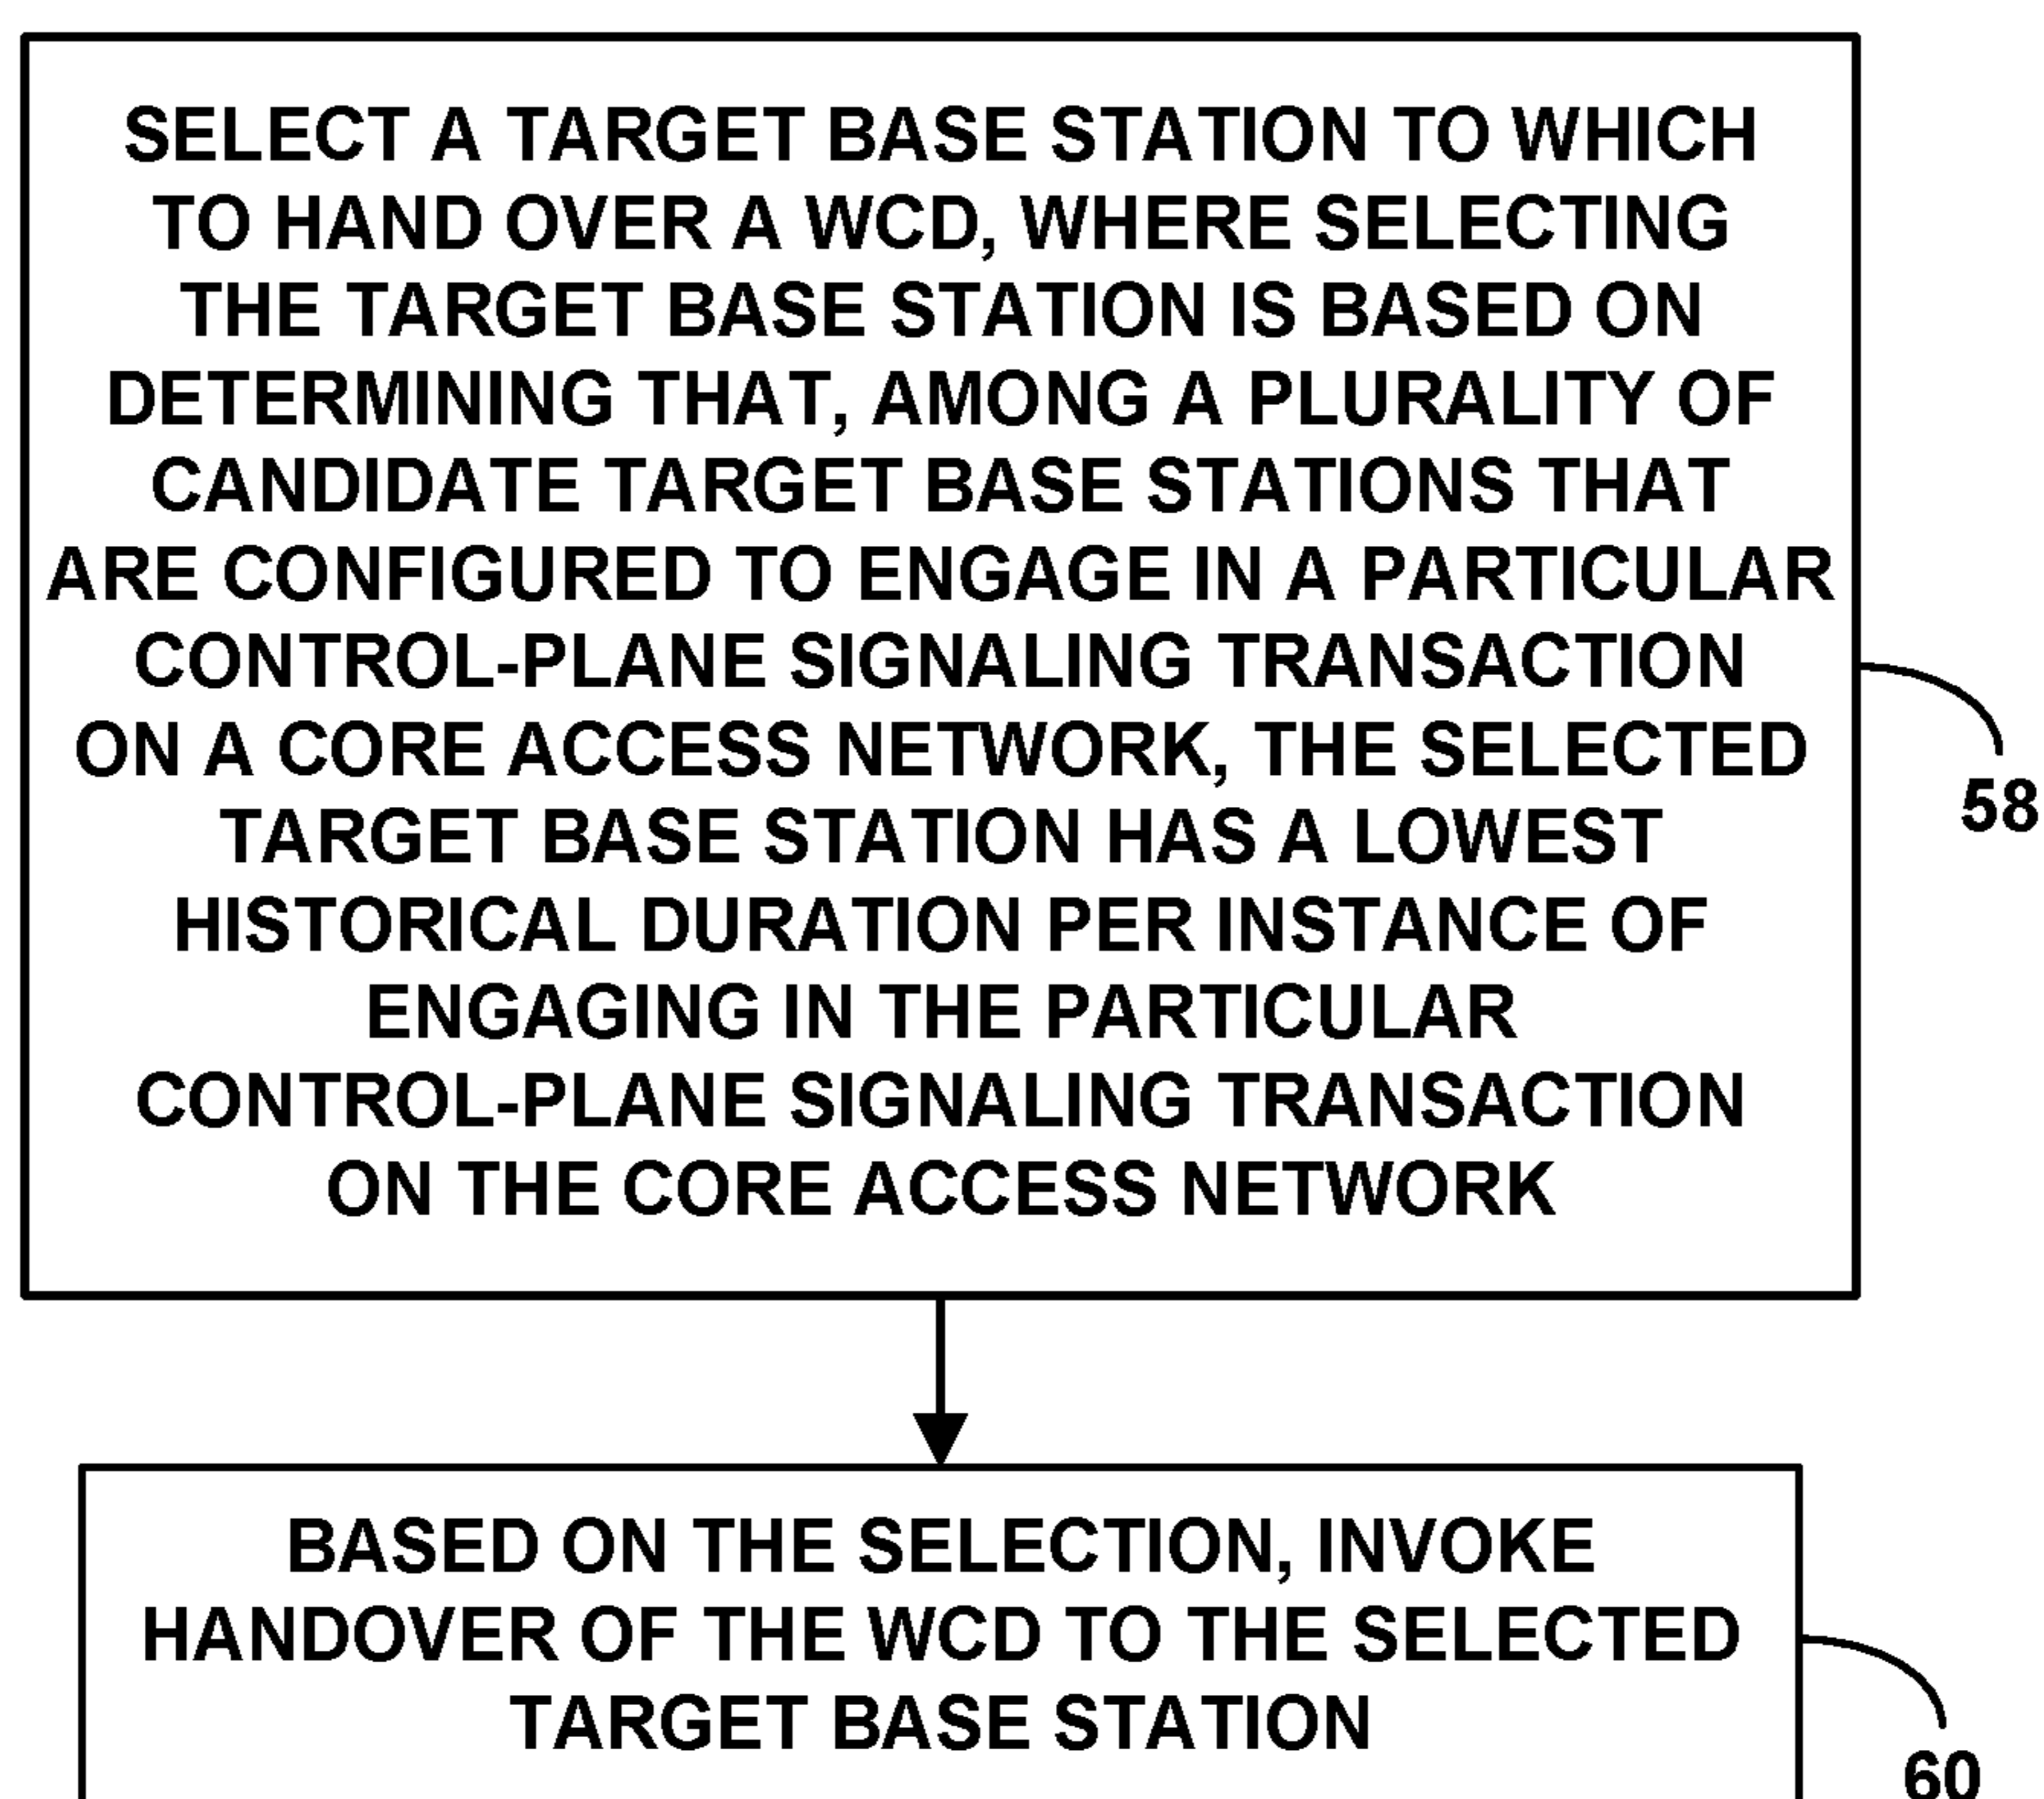 SELECT A TARGET BASE STATION TO WHICH
TO HAND OVER A WCD, WHERE SELECTING
THE TARGET BASE STATION IS BASED ON
DETERMINING THAT, AMONG A PLURALITY OF
CANDIDATE TARGET BASE STATIONS THAT
ARE CONFIGURED TO ENGAGE IN A PARTICULAR
CONTROL-PLANE SIGNALING TRANSACTION
ON A CORE ACCESS NETWORK, THE SELECTED
TARGET BASE STATION HAS A LOWEST
HISTORICAL DURATION PER INSTANCE OF
ENGAGING IN THE PARTICULAR
CONTROL-PLANE SIGNALING TRANSACTION
ON THE CORE ACCESS NETWORK
58
BASED ON THE SELECTION, INVOKE
HANDOVER OF THE WCD TO THE SELECTED
TARGET BASE STATION
60